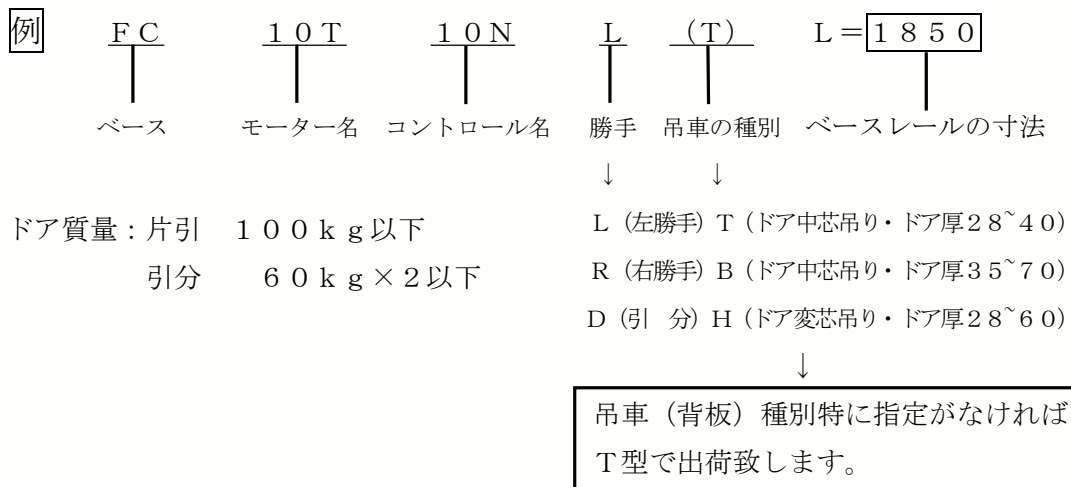 例 ＦＣ １０Ｔ １０Ｎ Ｌ （Ｔ） Ｌ＝１８５０
ベース モーター名 コントロール名 勝手 吊車の種別 ベースレールの寸法
↓ ↓
ドア質量：片引 １００ｋｇ以下
引分 ６０ｋｇ×２以下
Ｌ（左勝手）Ｔ（ドア中芯吊り・ドア厚２８~４０）
Ｒ（右勝手）Ｂ（ドア中芯吊り・ドア厚３５~７０）
Ｄ（引　分）Ｈ（ドア変芯吊り・ドア厚２８~６０）
↓
吊車（背板）種別特に指定がなければ
Ｔ型で出荷致します。